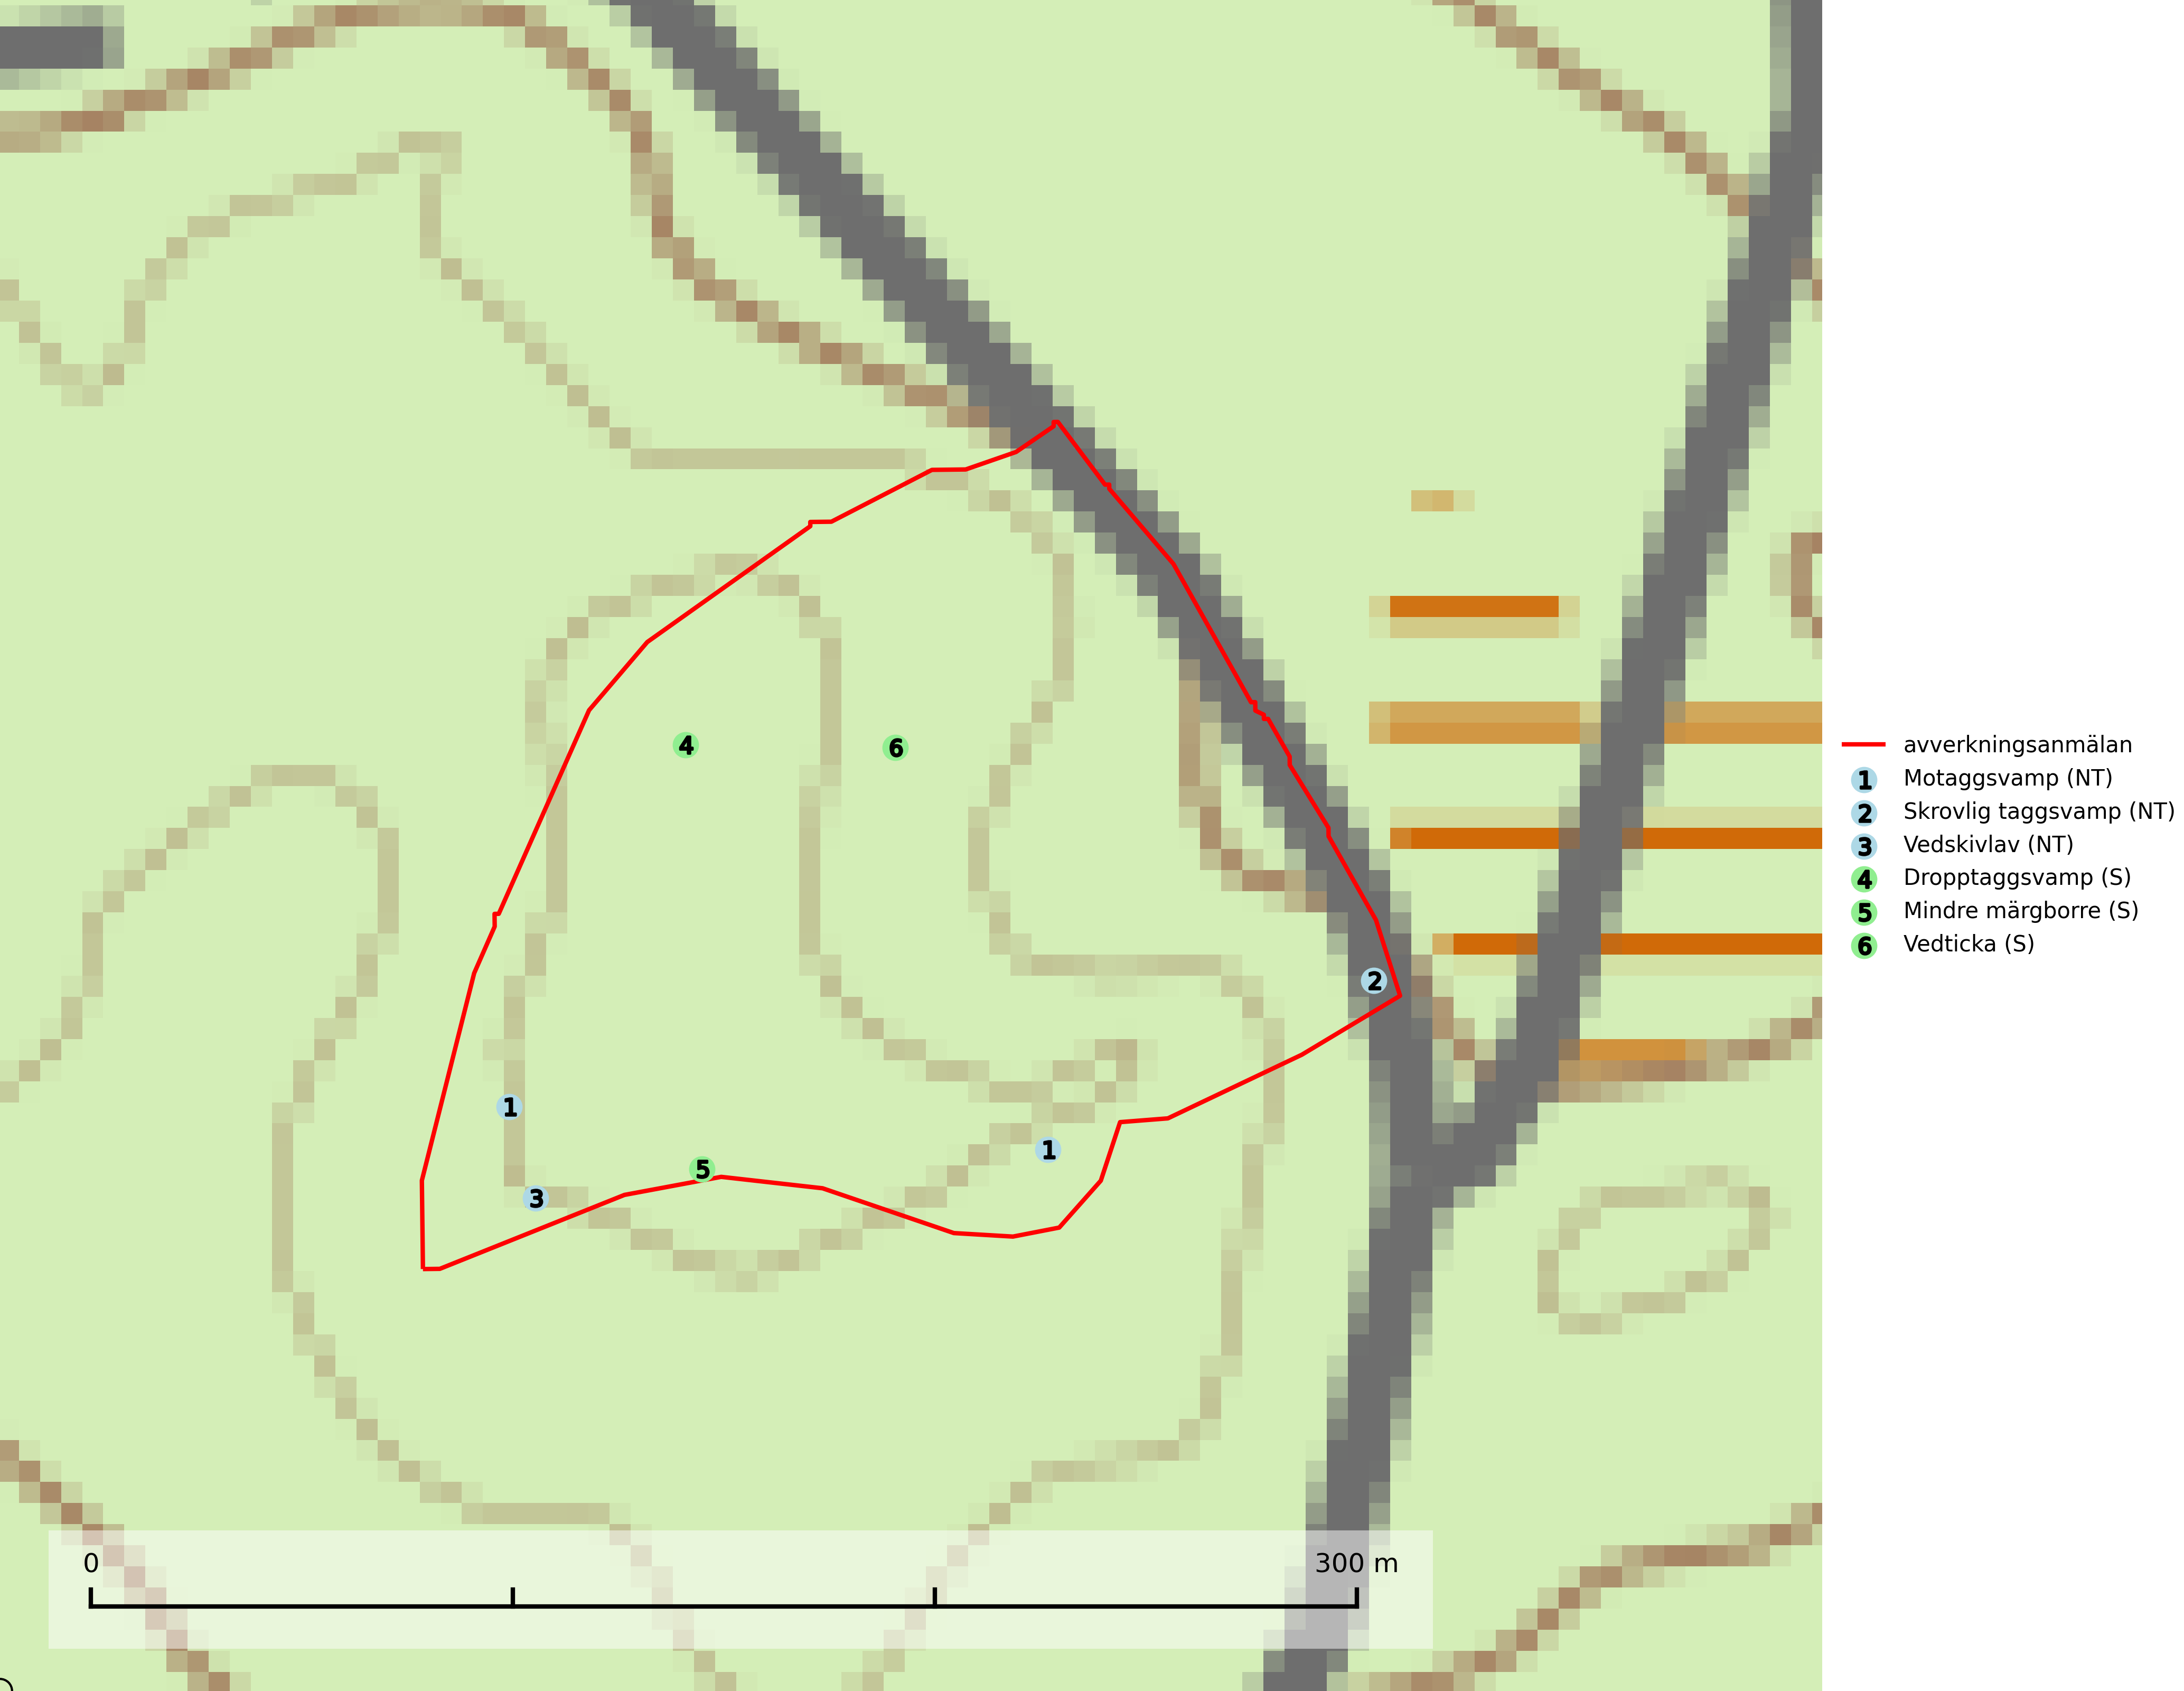 4
6
2
1
1
5
3
avverkningsanmälan
1 Motaggsvamp (NT)
2 Skrovlig taggsvamp (NT)
3 Vedskivlav (NT)
4 Dropptaggsvamp (S)
5 Mindre märgborre (S)
6 Vedticka (S)
0 300 m